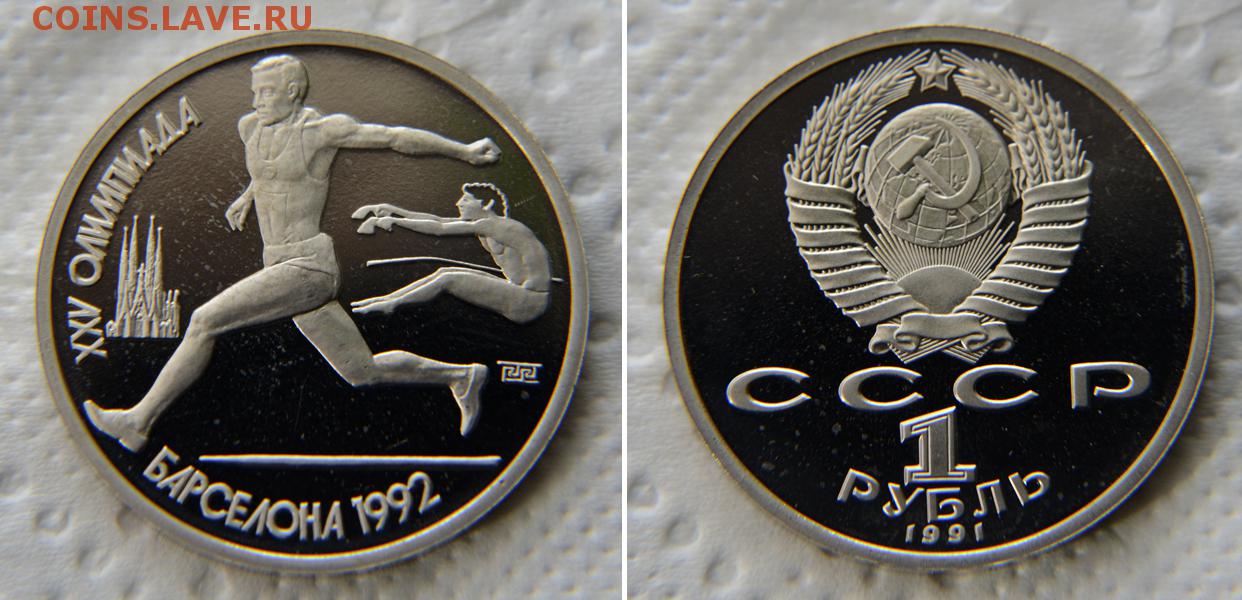 COINS.LAVE.RU
XXV ОЛИМПИАДА
БАРСЕЛОНА 1992
СССР
1
РУБЛЬ
1991